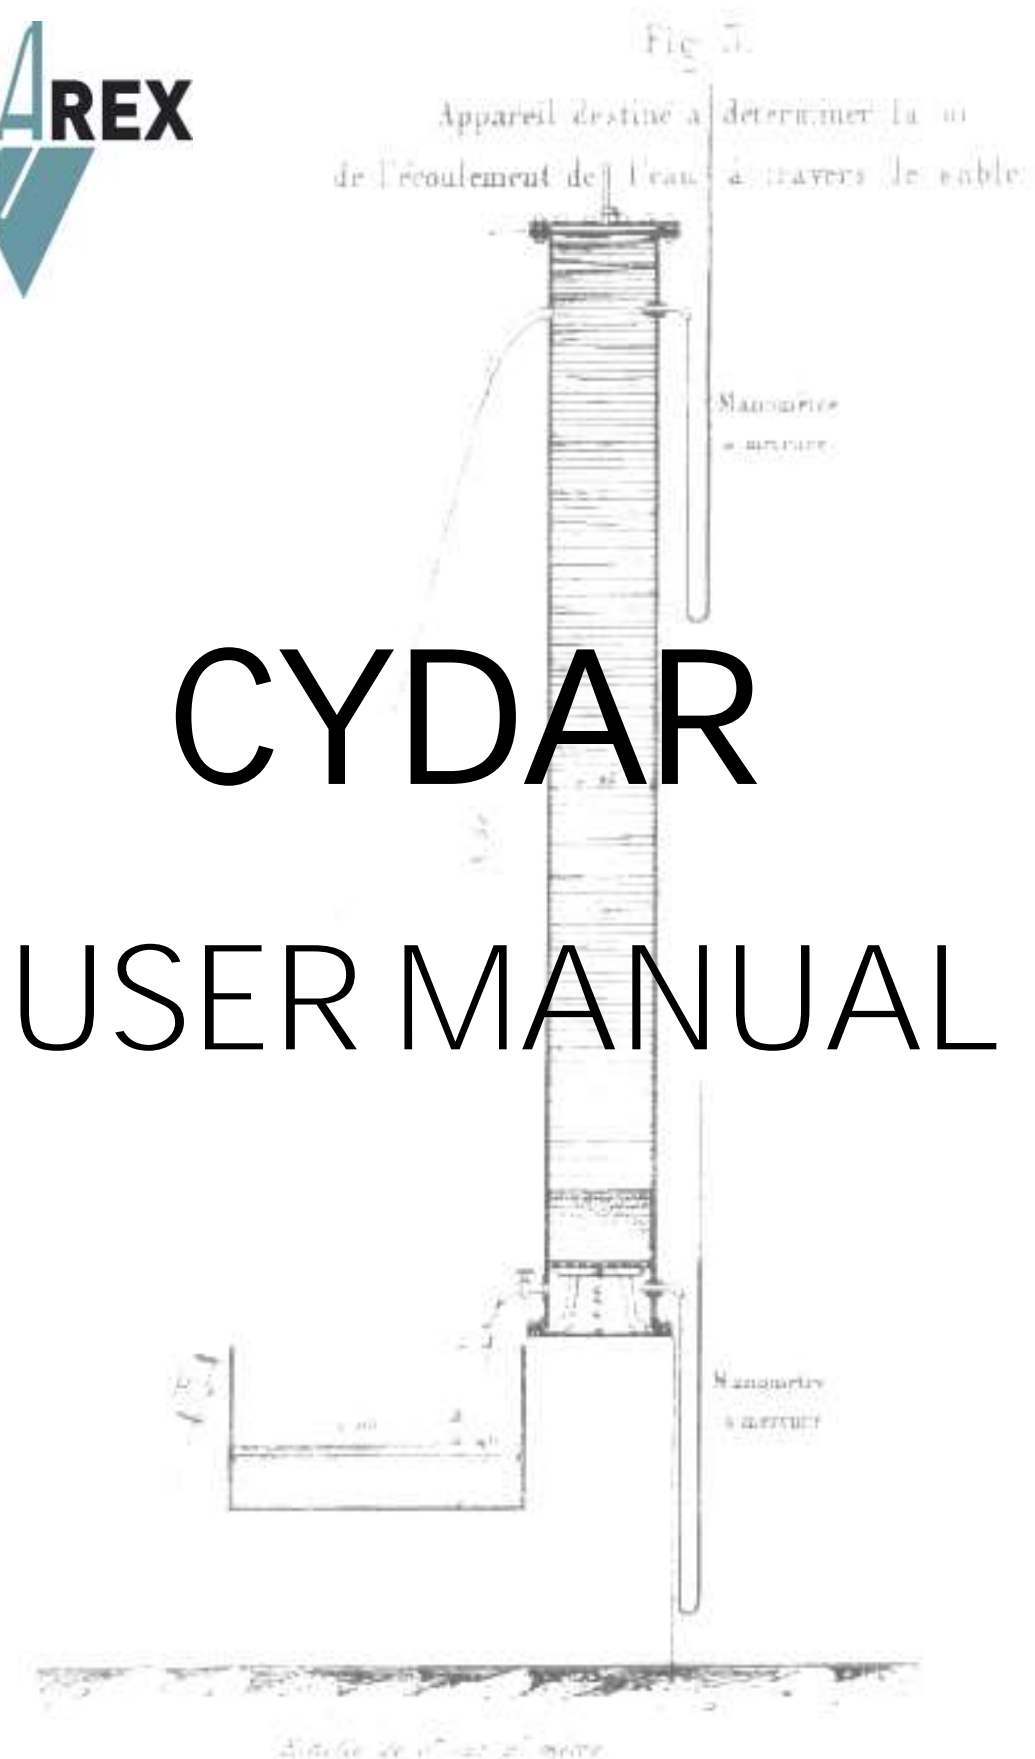 AREX
Fig 3.
Appareil destiné à déterminer la loi
de l'écoulement de l'eau à travers le sable.
Manomètre
à mercure
CYDAR
USER MANUAL
Manomètre
à mercure